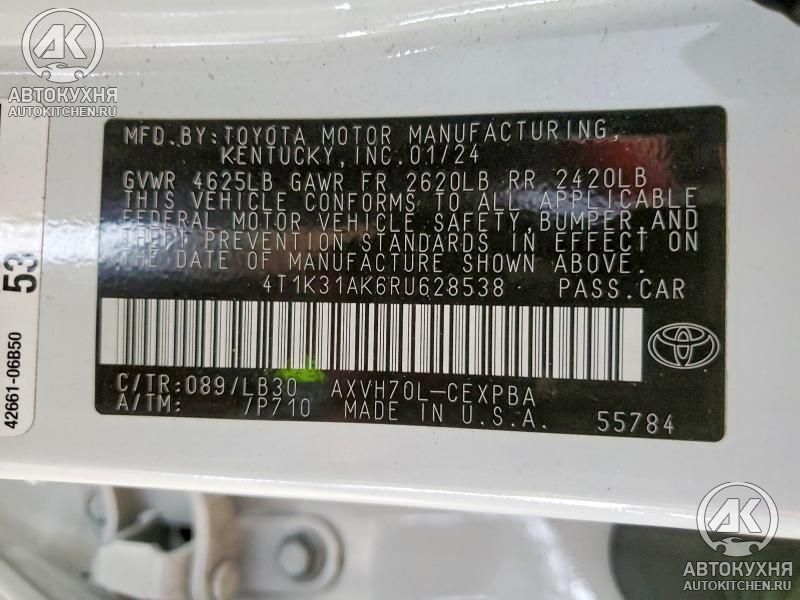 AK
АВТОКУХНЯ
AUTOKITCHEN.RU
MFD. BY: TOYOTA MOTOR MANUFACTURING,
KENTUCKY, INC. 01/24
GVWR 4625LB GAWR FR 2620LB RR 2420LB
THIS VEHICLE CONFORMS TO ALL APPLICABLE
FEDERAL MOTOR VEHICLE SAFETY, BUMPER, AND
THEFT PREVENTION STANDARDS IN EFFECT ON
THE DATE OF MANUFACTURE SHOWN ABOVE.
4T1K31AK6RU628538 PASS. CAR
C/TR: 089/LB30 AXVH70L-CEXPBA
A/TM: /P710 MADE IN U.S.A. 55784
53
42661-06B50
AK
АВТОКУХНЯ
AUTOKITCHEN.RU